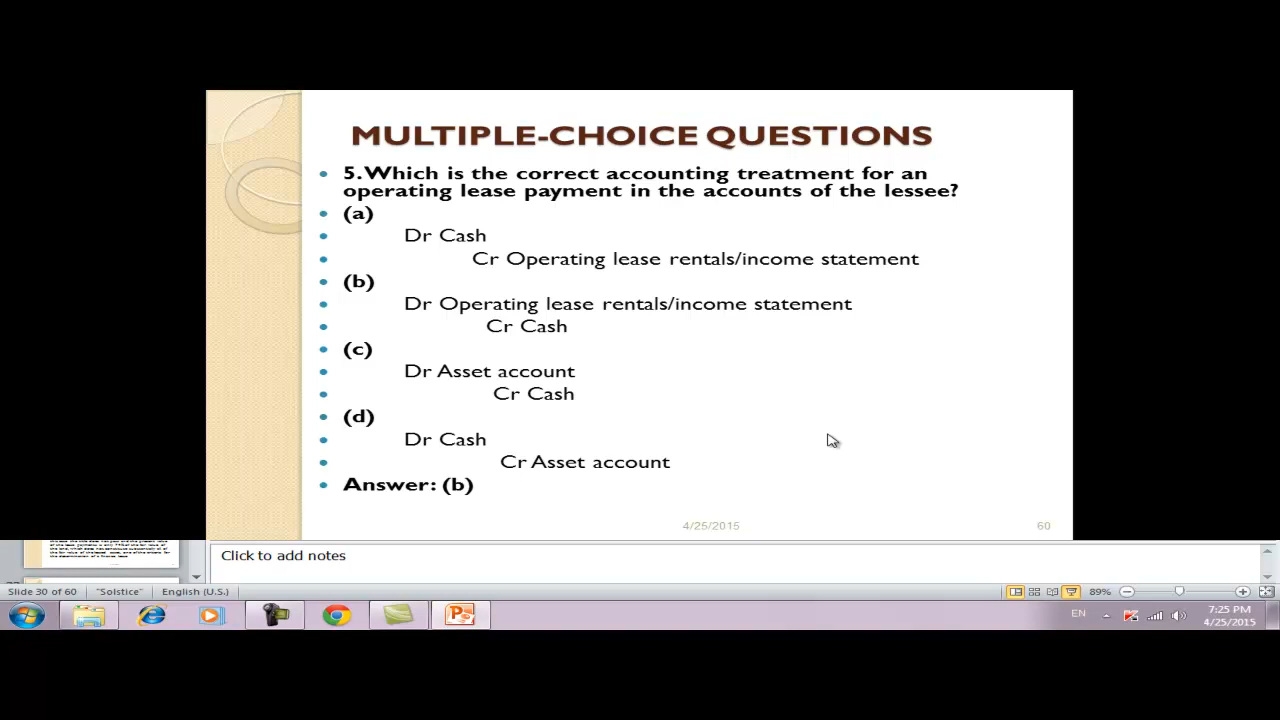 MULTIPLE-CHOICE QUESTIONS
• 5. Which is the correct accounting treatment for an
operating lease payment in the accounts of the lessee?
• (a)
• Dr Cash
• Cr Operating lease rentals/income statement
• (b)
• Dr Operating lease rentals/income statement
• Cr Cash
• (c)
• Dr Asset account
• Cr Cash
• (d)
• Dr Cash
• Cr Asset account
• Answer: (b)
4/25/2015 60
Click to add notes
Slide 30 of 60 "Solstice" English (U.S.) 89%
EN 7:25 PM
4/25/2015